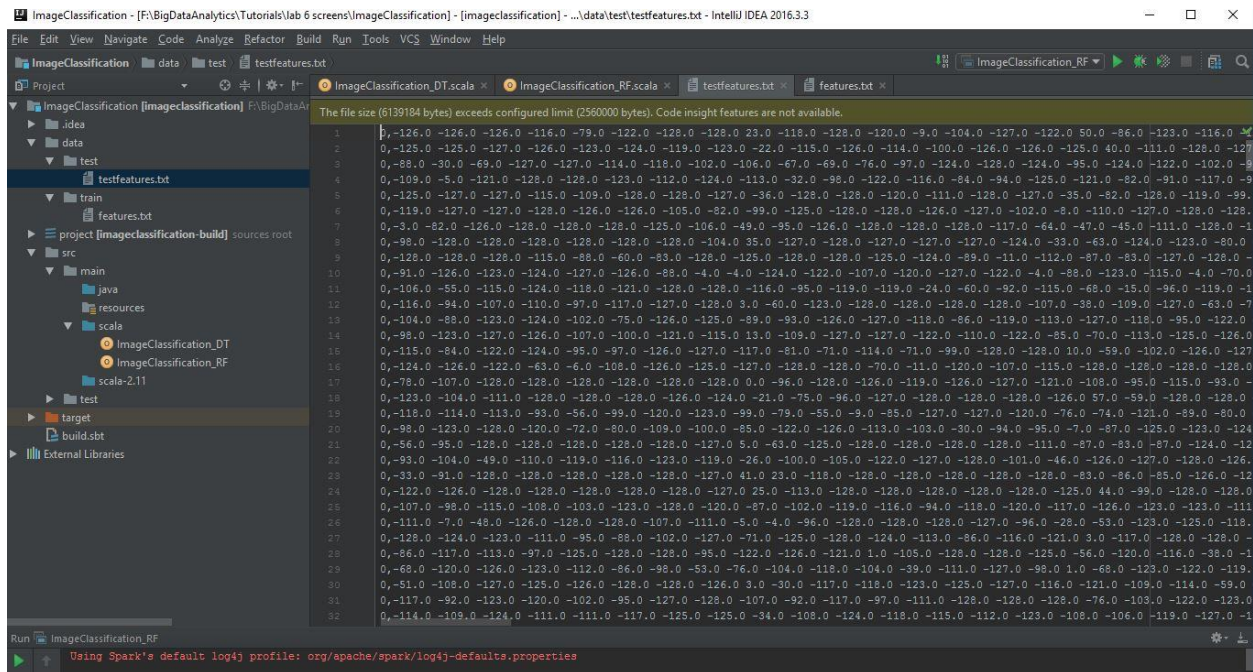 ImageClassification - [F:\BigDataAnalytics\Tutorials\lab 6 screens\ImageClassification] - [imageclassification] - ...\data\test\testfeatures.txt - IntelliJ IDEA 2016.3.3
File Edit View Navigate Code Analyze Refactor Build Run Tools VCS Window Help
ImageClassification data test testfeatures.txt
ImageClassification_RF
Project
ImageClassification_DT.scala
ImageClassification_RF.scala
testfeatures.txt
features.txt
ImageClassification [imageclassification] F:\BigDataAr
.idea
data
test
testfeatures.txt
train
features.txt
project [imageclassification-build] sources root
src
main
java
resources
scala
ImageClassification_DT
ImageClassification_RF
scala-2.11
test
target
build.sbt
External Libraries
The file size (6139184 bytes) exceeds configured limit (2560000 bytes). Code insight features are not available.
1 0,-126.0 -126.0 -126.0 -116.0 -79.0 -122.0 -128.0 -128.0 23.0 -118.0 -128.0 -120.0 -9.0 -104.0 -127.0 -122.0 50.0 -86.0 -123.0 -116.0
2 0,-125.0 -125.0 -127.0 -126.0 -123.0 -124.0 -119.0 -123.0 -22.0 -115.0 -126.0 -114.0 -100.0 -126.0 -126.0 -125.0 40.0 -111.0 -128.0 -127
3 0,-88.0 -30.0 -69.0 -127.0 -127.0 -114.0 -118.0 -102.0 -106.0 -67.0 -69.0 -76.0 -97.0 -124.0 -128.0 -124.0 -95.0 -124.0 -122.0 -102.0 -9
4 0,-109.0 -5.0 -121.0 -128.0 -128.0 -123.0 -112.0 -124.0 -113.0 -32.0 -98.0 -122.0 -116.0 -84.0 -94.0 -125.0 -121.0 -82.0 -91.0 -117.0 -9
5 0,-125.0 -127.0 -127.0 -115.0 -109.0 -128.0 -128.0 -127.0 -36.0 -128.0 -128.0 -120.0 -111.0 -128.0 -127.0 -35.0 -82.0 -128.0 -119.0 -99.
6 0,-119.0 -127.0 -127.0 -128.0 -126.0 -126.0 -105.0 -82.0 -99.0 -125.0 -128.0 -128.0 -126.0 -127.0 -102.0 -8.0 -110.0 -127.0 -128.0 -128.
7 0,-3.0 -82.0 -126.0 -128.0 -128.0 -128.0 -125.0 -106.0 -49.0 -95.0 -126.0 -128.0 -128.0 -128.0 -117.0 -64.0 -47.0 -45.0 -111.0 -128.0 -1
8 0,-98.0 -128.0 -128.0 -128.0 -128.0 -128.0 -128.0 -104.0 35.0 -127.0 -128.0 -127.0 -127.0 -127.0 -124.0 -33.0 -63.0 -124.0 -123.0 -80.0
9 0,-128.0 -128.0 -128.0 -115.0 -88.0 -60.0 -83.0 -128.0 -125.0 -128.0 -128.0 -125.0 -124.0 -89.0 -11.0 -112.0 -87.0 -83.0 -127.0 -128.0 -
10 0,-91.0 -126.0 -123.0 -124.0 -127.0 -126.0 -88.0 -4.0 -4.0 -124.0 -122.0 -107.0 -120.0 -127.0 -122.0 -4.0 -88.0 -123.0 -115.0 -4.0 -70.0
11 0,-106.0 -55.0 -115.0 -124.0 -118.0 -121.0 -128.0 -128.0 -116.0 -95.0 -119.0 -119.0 -24.0 -60.0 -92.0 -115.0 -68.0 -15.0 -96.0 -119.0 -1
12 0,-116.0 -94.0 -107.0 -110.0 -97.0 -117.0 -127.0 -128.0 3.0 -60.0 -123.0 -128.0 -128.0 -128.0 -128.0 -107.0 -38.0 -109.0 -127.0 -63.0 -7
13 0,-104.0 -88.0 -123.0 -124.0 -102.0 -75.0 -126.0 -125.0 -89.0 -93.0 -126.0 -127.0 -118.0 -86.0 -119.0 -113.0 -127.0 -118.0 -95.0 -122.0
14 0,-98.0 -123.0 -127.0 -126.0 -107.0 -100.0 -121.0 -115.0 13.0 -109.0 -127.0 -127.0 -122.0 -110.0 -122.0 -85.0 -70.0 -113.0 -125.0 -126.0
15 0,-115.0 -84.0 -122.0 -124.0 -95.0 -97.0 -126.0 -127.0 -117.0 -81.0 -71.0 -114.0 -71.0 -99.0 -128.0 -128.0 10.0 -59.0 -102.0 -126.0 -127
16 0,-124.0 -126.0 -122.0 -63.0 -6.0 -108.0 -126.0 -125.0 -127.0 -128.0 -128.0 -70.0 -11.0 -120.0 -107.0 -115.0 -128.0 -128.0 -128.0 -128.0
17 0,-78.0 -107.0 -128.0 -128.0 -128.0 -128.0 -128.0 -128.0 0.0 -96.0 -128.0 -126.0 -119.0 -126.0 -127.0 -121.0 -108.0 -95.0 -115.0 -93.0 -
18 0,-123.0 -104.0 -111.0 -128.0 -128.0 -128.0 -126.0 -124.0 -21.0 -75.0 -96.0 -127.0 -128.0 -128.0 -128.0 -126.0 57.0 -59.0 -128.0 -128.0
19 0,-118.0 -114.0 -113.0 -93.0 -56.0 -99.0 -120.0 -123.0 -99.0 -79.0 -55.0 -9.0 -85.0 -127.0 -127.0 -120.0 -76.0 -74.0 -121.0 -89.0 -80.0
20 0,-98.0 -123.0 -128.0 -120.0 -72.0 -80.0 -109.0 -100.0 -85.0 -122.0 -126.0 -113.0 -103.0 -30.0 -94.0 -95.0 -7.0 -87.0 -125.0 -123.0 -124
21 0,-56.0 -95.0 -128.0 -128.0 -128.0 -128.0 -128.0 -127.0 5.0 -63.0 -125.0 -128.0 -128.0 -128.0 -128.0 -111.0 -87.0 -83.0 -87.0 -124.0 -12
22 0,-93.0 -104.0 -49.0 -110.0 -119.0 -116.0 -123.0 -119.0 -26.0 -100.0 -105.0 -122.0 -127.0 -128.0 -101.0 -46.0 -126.0 -127.0 -128.0 -126.
23 0,-33.0 -91.0 -128.0 -128.0 -128.0 -128.0 -128.0 -127.0 41.0 23.0 -118.0 -128.0 -128.0 -128.0 -128.0 -128.0 -83.0 -86.0 -85.0 -126.0 -12
24 0,-122.0 -126.0 -128.0 -128.0 -128.0 -128.0 -128.0 -127.0 25.0 -113.0 -128.0 -128.0 -128.0 -128.0 -128.0 -125.0 44.0 -99.0 -128.0 -128.0
25 0,-107.0 -98.0 -115.0 -108.0 -103.0 -123.0 -128.0 -120.0 -87.0 -102.0 -119.0 -116.0 -94.0 -118.0 -120.0 -117.0 -126.0 -123.0 -123.0 -111
26 0,-111.0 -7.0 -48.0 -126.0 -128.0 -128.0 -107.0 -111.0 -5.0 -4.0 -96.0 -128.0 -128.0 -128.0 -127.0 -96.0 -28.0 -53.0 -123.0 -125.0 -118.
27 0,-128.0 -124.0 -123.0 -111.0 -95.0 -88.0 -102.0 -127.0 -71.0 -125.0 -128.0 -124.0 -113.0 -86.0 -116.0 -121.0 3.0 -117.0 -128.0 -128.0 -
28 0,-86.0 -117.0 -113.0 -97.0 -125.0 -128.0 -128.0 -95.0 -122.0 -126.0 -121.0 1.0 -105.0 -128.0 -128.0 -125.0 -56.0 -120.0 -116.0 -38.0 -1
29 0,-68.0 -120.0 -126.0 -123.0 -112.0 -86.0 -98.0 -53.0 -76.0 -104.0 -118.0 -104.0 -39.0 -111.0 -127.0 -98.0 1.0 -68.0 -123.0 -122.0 -119.
30 0,-51.0 -108.0 -127.0 -125.0 -126.0 -128.0 -128.0 -126.0 3.0 -30.0 -117.0 -118.0 -123.0 -125.0 -127.0 -116.0 -121.0 -109.0 -114.0 -59.0
31 0,-117.0 -92.0 -123.0 -120.0 -102.0 -95.0 -127.0 -128.0 -107.0 -92.0 -117.0 -97.0 -111.0 -128.0 -128.0 -128.0 -76.0 -103.0 -122.0 -123.0
32 0,-114.0 -109.0 -124.0 -111.0 -111.0 -117.0 -125.0 -125.0 -34.0 -108.0 -124.0 -118.0 -115.0 -112.0 -123.0 -108.0 -106.0 -119.0 -127.0 -1
Run ImageClassification_RF
Using Spark's default log4j profile: org/apache/spark/log4j-defaults.properties